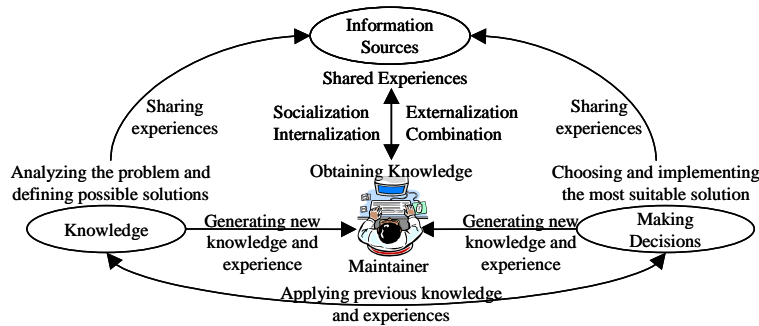 Information
Sources
Shared Experiences
Sharing
experiences
Socialization
Internalization
Externalization
Combination
Sharing
experiences
Analyzing the problem and
defining possible solutions
Obtaining Knowledge
Choosing and implementing
the most suitable solution
Knowledge
Generating new
knowledge and
experience
Maintainer
Generating new
knowledge and
experience
Making
Decisions
Applying previous knowledge
and experiences